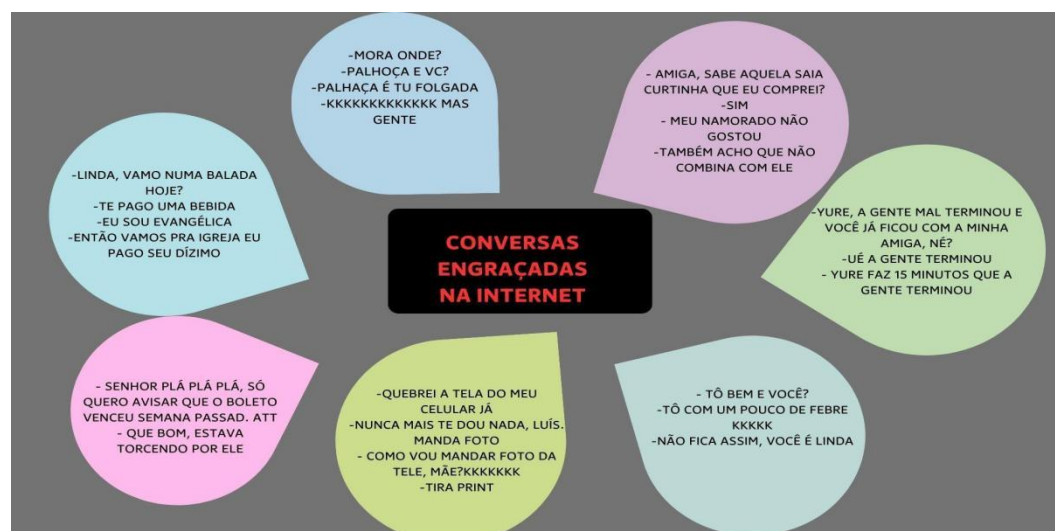 -MORA ONDE?
-PALHOÇA E VC?
-PALHAÇA É TU FOLGADA
-KKKKKKKKKKKKK MAS
GENTE
- AMIGA, SABE AQUELA SAIA
CURTINHA QUE EU COMPREI?
-SIM
- MEU NAMORADO NÃO
GOSTOU
-TAMBÉM ACHO QUE NÃO
COMBINA COM ELE
-LINDA, VAMO NUMA BALADA
HOJE?
-TE PAGO UMA BEBIDA
-EU SOU EVANGÉLICA
-ENTÃO VAMOS PRA IGREJA EU
PAGO SEU DÍZIMO
CONVERSAS
ENGRAÇADAS
NA INTERNET
-YURE, A GENTE MAL TERMINOU E
VOCÊ JÁ FICOU COM A MINHA
AMIGA, NÉ?
-UÉ A GENTE TERMINOU
- YURE FAZ 15 MINUTOS QUE A
GENTE TERMINOU
- SENHOR PLÁ PLÁ PLÁ, SÓ
QUERO AVISAR QUE O BOLETO
VENCEU SEMANA PASSAD. ATT
- QUE BOM, ESTAVA
TORCENDO POR ELE
-QUEBREI A TELA DO MEU
CELULAR JÁ
-NUNCA MAIS TE DOU NADA, LUÍS.
MANDA FOTO
- COMO VOU MANDAR FOTO DA
TELE, MÃE?KKKKKKK
-TIRA PRINT
- TÔ BEM E VOCÊ?
-TÔ COM UM POUCO DE FEBRE
KKKKK
-NÃO FICA ASSIM, VOCÊ É LINDA